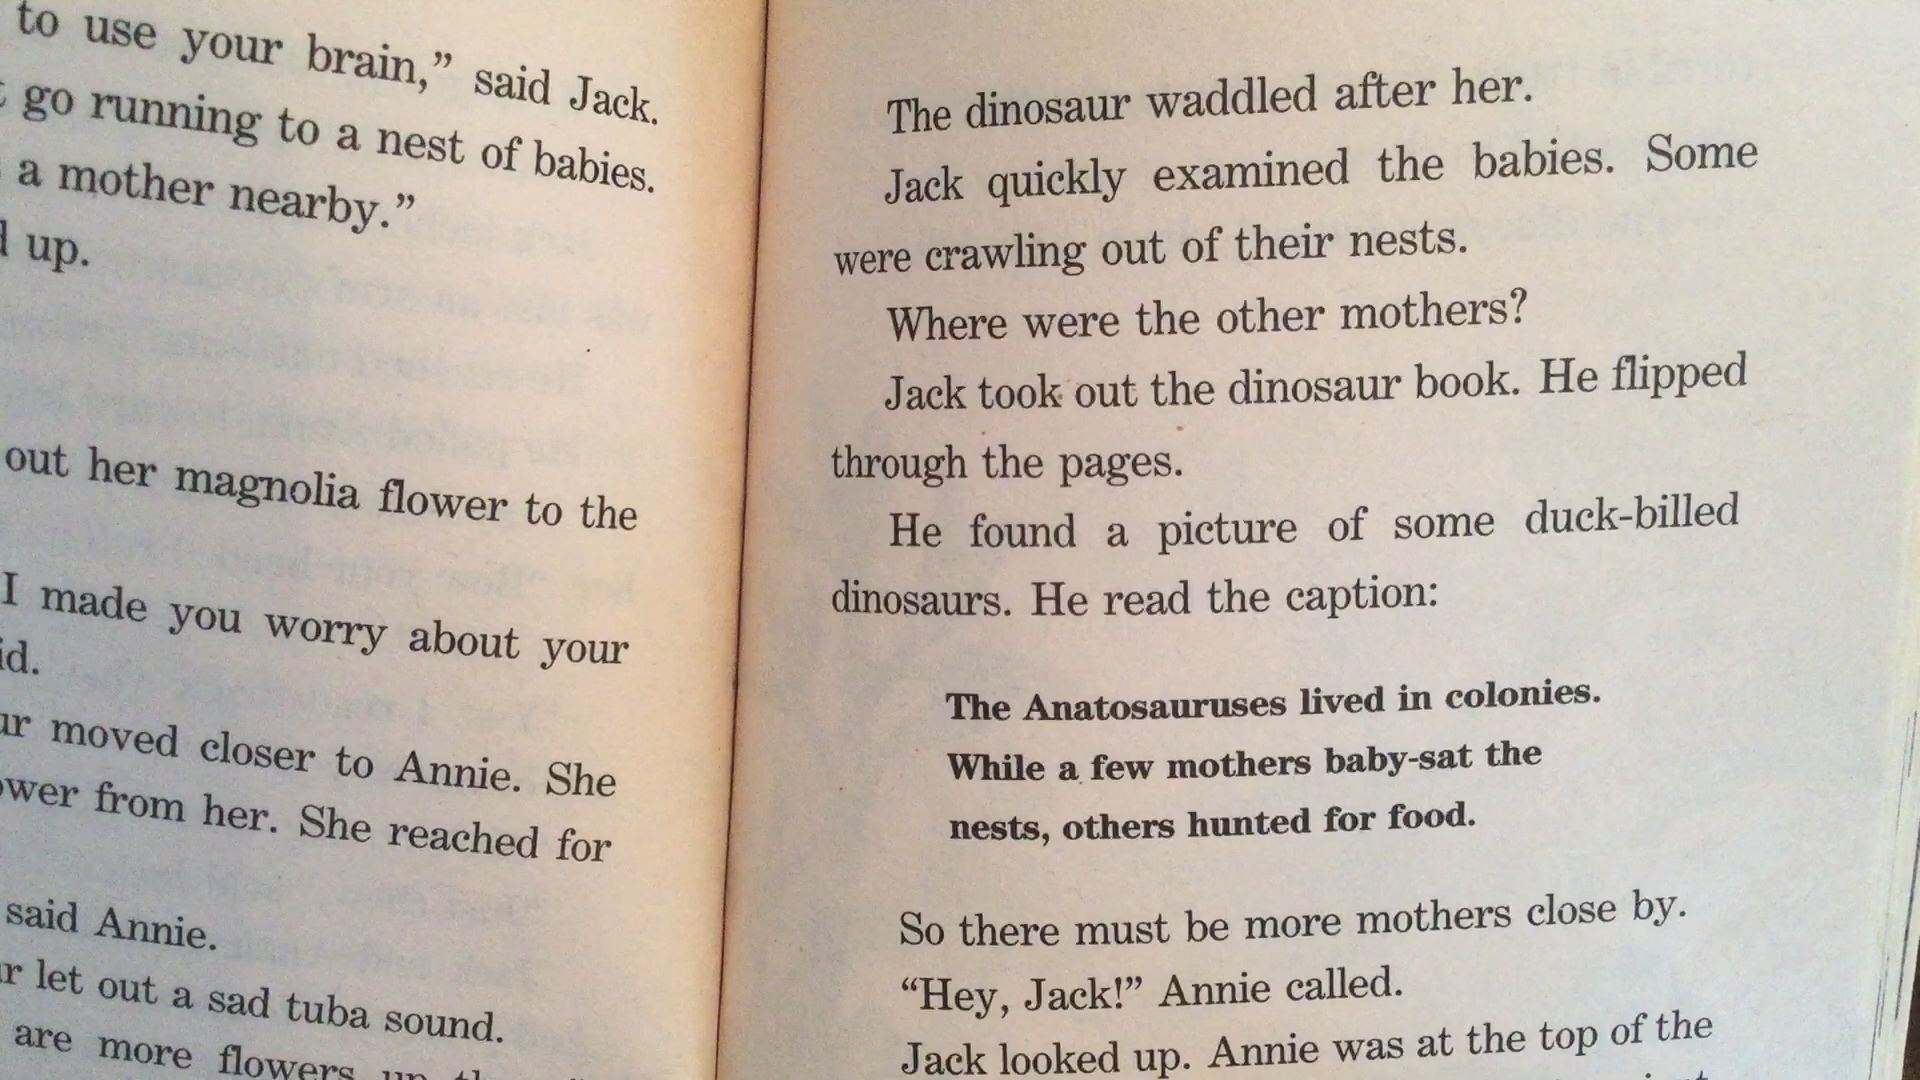 to use your brain,” said Jack.
go running to a nest of babies.
a mother nearby.”
up.
out her magnolia flower to the
I made you worry about your
moved closer to Annie. She
from her. She reached for
said Annie.
let out a sad tuba sound.
are more flowers up
The dinosaur waddled after her.
Jack quickly examined the babies. Some
were crawling out of their nests.
Where were the other mothers?
Jack took out the dinosaur book. He flipped
through the pages.
He found a picture of some duck-billed
dinosaurs. He read the caption:
The Anatosauruses lived in colonies.
While a few mothers baby-sat the
nests, others hunted for food.
So there must be more mothers close by.
“Hey, Jack!” Annie called.
Jack looked up. Annie was at the top of the